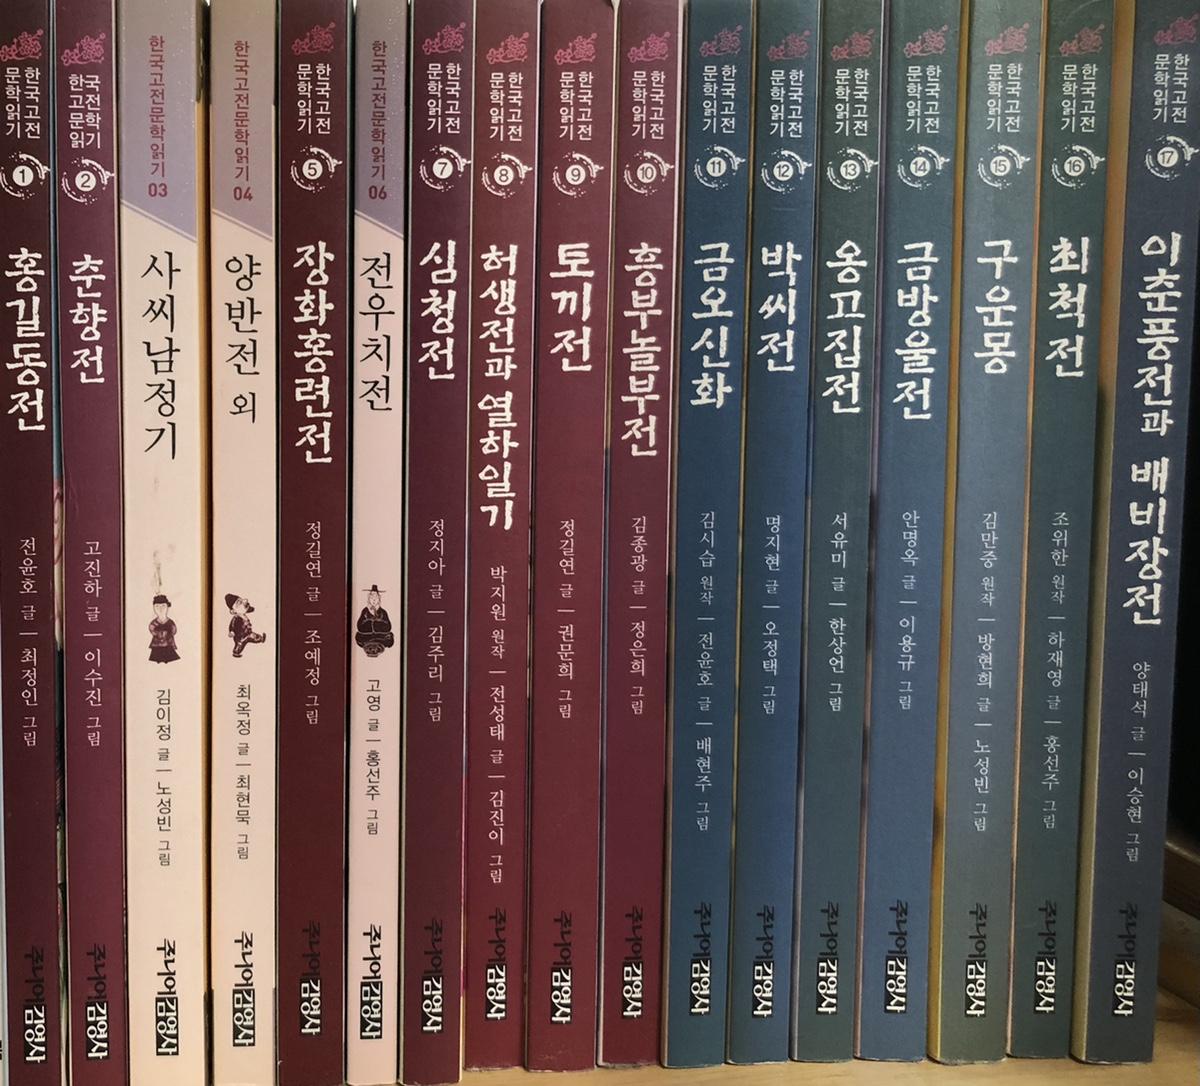 한국고전
문학읽기
1
홍길동전
전윤호 글 | 최정인 그림
주니어김영사
한국고전문학읽기
2
춘향전
고진하 글 | 이수진 그림
주니어김영사
한국고전문학읽기 03
사씨남정기
김이정 글 | 노성빈 그림
주니어김영사
한국고전문학읽기 04
양반전 외
최옥정 글 | 최현묵 그림
주니어김영사
한국고전
문학읽기
5
장화홍련전
정길연 글 | 조예정 그림
주니어김영사
한국고전문학읽기 06
전우치전
고영 글 | 홍선주 그림
주니어김영사
한국고전
문학읽기
7
심청전
정지아 글 | 김주리 그림
주니어김영사
한국고전
문학읽기
8
허생전과 열하일기
박지원 원작 | 전성태 글 | 김진이 그림
주니어김영사
한국고전
문학읽기
9
토끼전
정길연 글 | 권문희 그림
주니어김영사
한국고전
문학읽기
10
흥부놀부전
김종광 글 | 정은희 그림
주니어김영사
한국고전
문학읽기
11
금오신화
김시습 원작 | 전윤호 글 | 배현주 그림
주니어김영사
한국고전
문학읽기
12
박씨전
명지현 글 | 오정택 그림
주니어김영사
한국고전
문학읽기
13
옹고집전
서유미 글 | 한상언 그림
주니어김영사
한국고전
문학읽기
14
금방울전
안명옥 글 | 이용규 그림
주니어김영사
한국고전
문학읽기
15
구운몽
김만중 원작 | 방현희 글 | 노성빈 그림
주니어김영사
한국고전
문학읽기
16
최척전
조위한 원작 | 하재영 글 | 홍선주 그림
주니어김영사
한국고전
문학읽기
17
이춘풍전과 배비장전
양태석 글 | 이승현 그림
주니어김영사